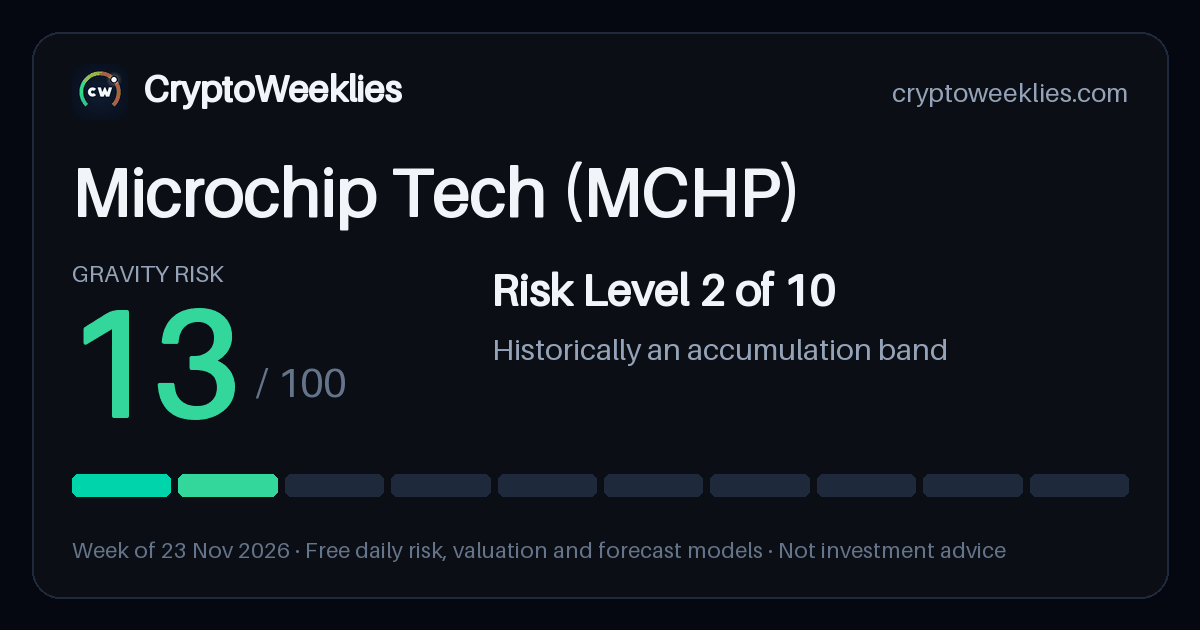 CW
CryptoWeeklies
cryptoweeklies.com
Microchip Tech (MCHP)
GRAVITY RISK
13 / 100
Risk Level 2 of 10
Historically an accumulation band
Week of 23 Nov 2026 · Free daily risk, valuation and forecast models · Not investment advice